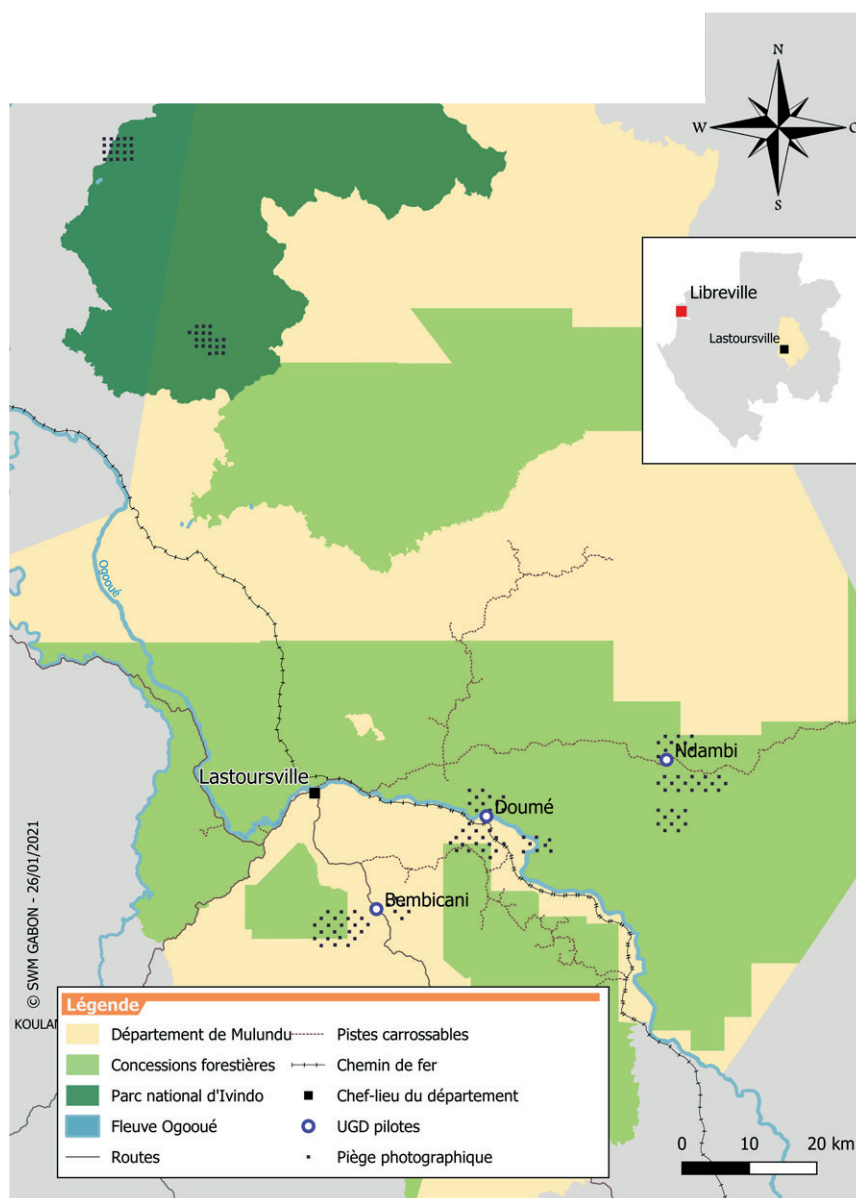 N
W
S
Libreville
Lastoursville
Ogooué
Ndambi
Lastoursville
Doumé
Bembicani
© SWM GABON - 26/01/2021
KOULAM
Légende
Département de Mulundu
Concessions forestières
Parc national d'Ivindo
Fleuve Ogooué
Routes
Pistes carrossables
Chemin de fer
Chef-lieu du département
UGD pilotes
Piège photographique
0 10 20 km